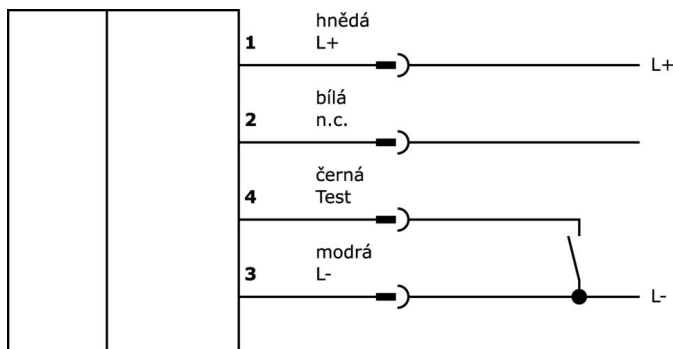 hnědá
1 L+
L+
bílá
2 n.c.
černá
4 Test
modrá
3 L-
L-